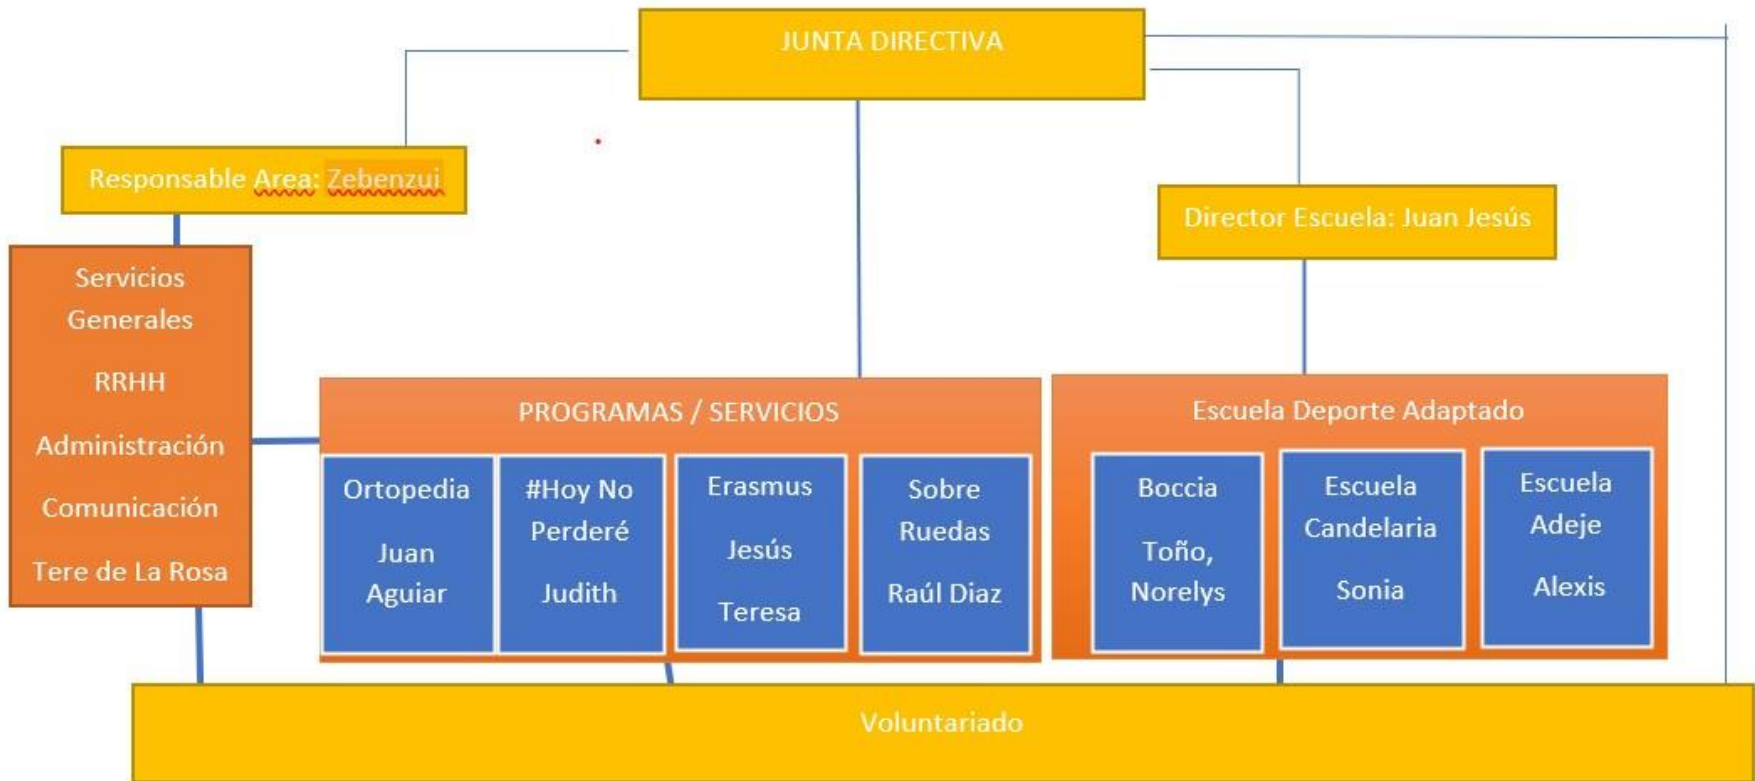 JUNTA DIRECTIVA
Responsable Area: Zebenzui
Director Escuela: Juan Jesús
Servicios
Generales
RRHH
Administración
Comunicación
Tere de La Rosa
PROGRAMAS / SERVICIOS
Ortopedia
Juan
Aguiar
#Hoy No
Perderé
Judith
Erasmus
Jesús
Teresa
Sobre
Ruedas
Raúl Diaz
Escuela Deporte Adaptado
Boccia
Toño,
Norelys
Escuela
Candelaria
Sonia
Escuela
Adeje
Alexis
Voluntariado